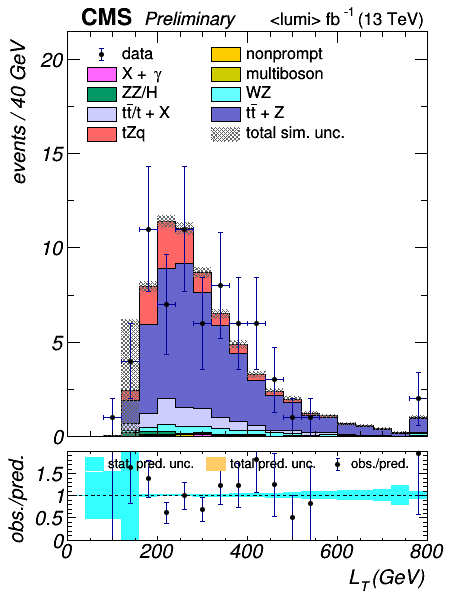 CMS Preliminary <lumi> fb⁻¹ (13 TeV)
events / 40 GeV
20
15
10
5
0
data
X + γ
ZZ/H
tt̄/t + X
tZq
nonprompt
multiboson
WZ
tt̄ + Z
total sim. unc.
obs./pred.
1.5
1
0.5
0
stat. pred. unc. total pred. unc. obs./pred.
0 200 400 600 800
L_T(GeV)